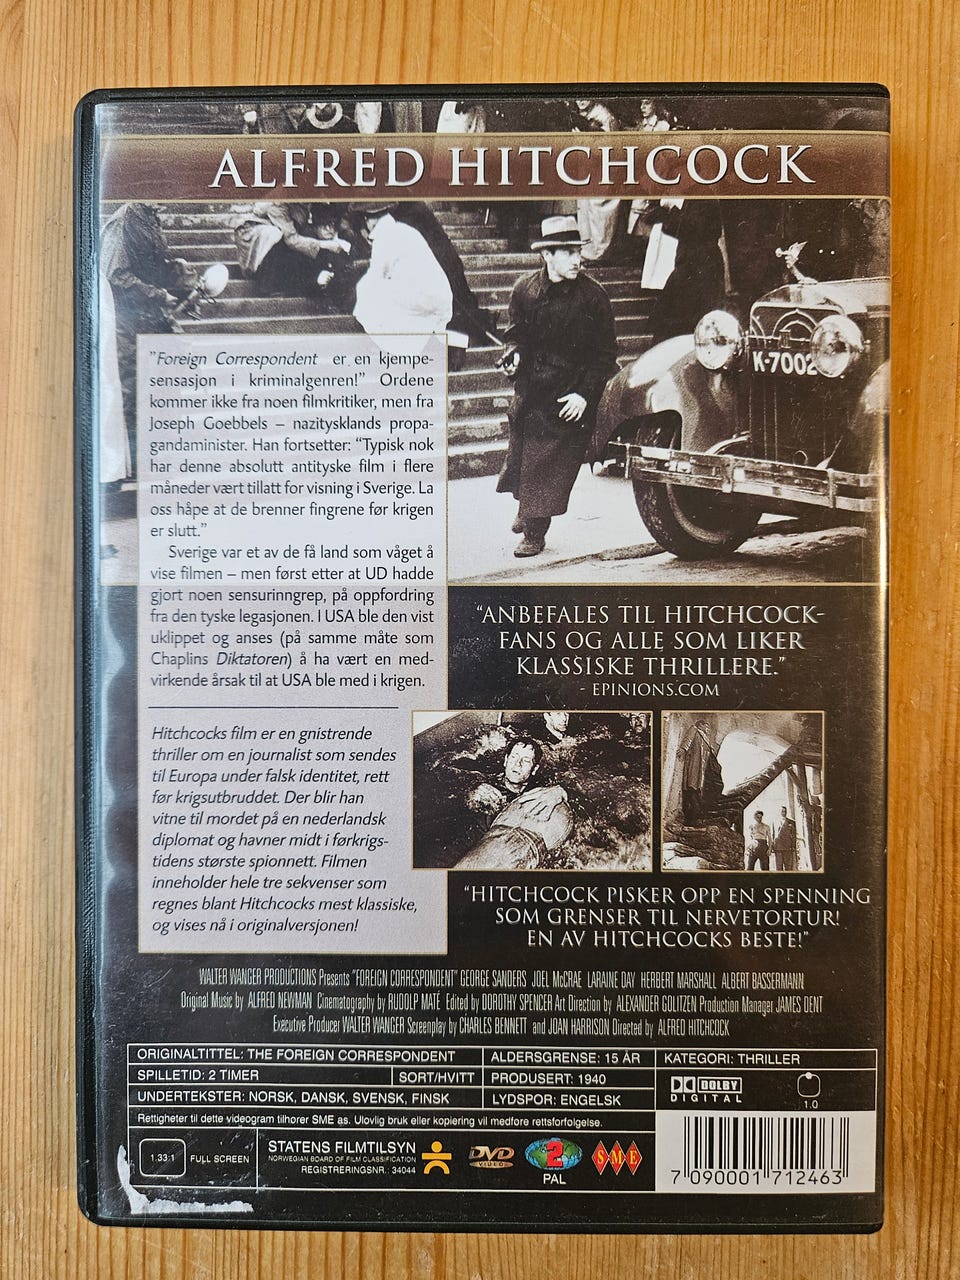 ALFRED HITCHCOCK
K-7002
"Foreign Correspondent er en kjempe-
sensasjon i kriminalgenren!" Ordene
kommer ikke fra noen filmkritiker, men fra
Joseph Goebbels – nazitysklands propa-
gandaminister. Han fortsetter: "Typisk nok
har denne absolutt antityske film i flere
måneder vært tillatt for visning i Sverige. La
oss håpe at de brenner fingrene før krigen
er slutt."
Sverige var et av de få land som våget å
vise filmen – men først etter at UD hadde
gjort noen sensurinngrep, på oppfordring
fra den tyske legasjonen. I USA ble den vist
uklippet og anses (på samme måte som
Chaplins Diktatoren) å ha vært en med-
virkende årsak til at USA ble med i krigen.
Hitchcocks film er en gnistrende
thriller om en journalist som sendes
til Europa under falsk identitet, rett
før krigsutbruddet. Der blir han
vitne til mordet på en nederlandsk
diplomat og havner midt i førkrigs-
tidens største spionnett. Filmen
inneholder hele tre sekvenser som
regnes blant Hitchcocks mest klassiske,
og vises nå i originalversjonen!
"ANBEFALES TIL HITCHCOCK-
FANS OG ALLE SOM LIKER
KLASSISKE THRILLERE."
- EPINIONS.COM
"HITCHCOCK PISKER OPP EN SPENNING
SOM GRENSER TIL NERVETORTUR!
EN AV HITCHCOCKS BESTE!"
WALTER WANGER PRODUCTIONS Presents "FOREIGN CORRESPONDENT" GEORGE SANDERS JOEL McCRAE LARAINE DAY HERBERT MARSHALL ALBERT BASSERMANN
Original Music by ALFRED NEWMAN Cinematography by RUDOLP MATÉ Edited by DOROTHY SPENCER Art Direction by ALEXANDER GOLITZEN Production Manager JAMES DENT
Executive Producer WALTER WANGER Screenplay by CHARLES BENNETT and JOAN HARRISON Directed by ALFRED HITCHCOCK
ORIGINALTITTEL: THE FOREIGN CORRESPONDENT ALDERSGRENSE: 15 ÅR KATEGORI: THRILLER
SPILLETID: 2 TIMER SORT/HVITT PRODUSERT: 1940
UNDERTEKSTER: NORSK, DANSK, SVENSK, FINSK LYDSPOR: ENGELSK
DOLBY
DIGITAL
1.0
Rettigheter til dette videogram tilhører SME as. Ulovlig bruk eller kopiering vil medføre rettsforfølgelse.
1.33:1 FULL SCREEN
STATENS FILMTILSYN
NORWEGIAN BOARD OF FILM CLASSIFICATION
REGISTRERINGSNR.: 34044
DVD
VIDEO
2
PAL
SME
7 090001 712463